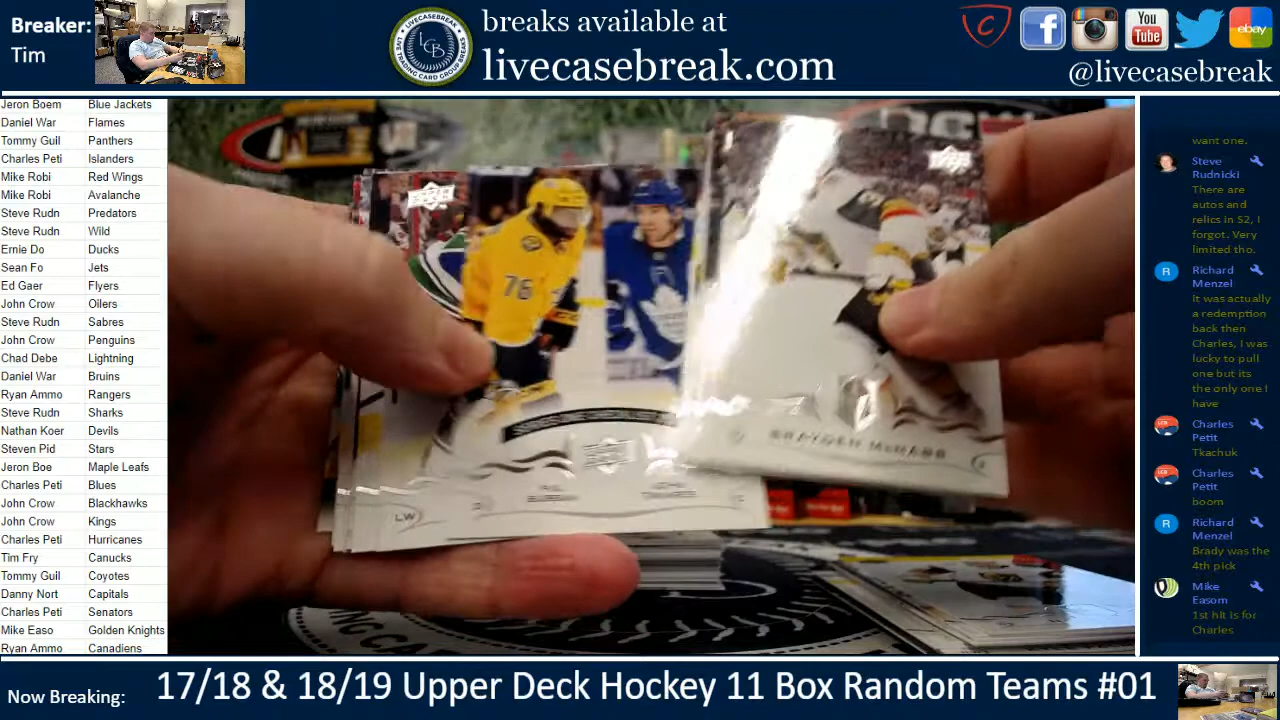 Breaker:
Tim
breaks available at
livecasebreak.com
LCB
You
Tube
ebay
@livecasebreak
Jeron Boem Blue Jackets
Daniel War Flames
Tommy Guil Panthers
Charles Peti Islanders
Mike Robi Red Wings
Mike Robi Avalanche
Steve Rudn Predators
Steve Rudn Wild
Ernie Do Ducks
Sean Fo Jets
Ed Gaer Flyers
John Crow Oilers
Steve Rudn Sabres
John Crow Penguins
Chad Debe Lightning
Daniel War Bruins
Ryan Ammo Rangers
Steve Rudn Sharks
Nathan Koer Devils
Steven Pid Stars
Jeron Boe Maple Leafs
Charles Peti Blues
John Crow Blackhawks
John Crow Kings
Charles Peti Hurricanes
Tim Fry Canucks
Tommy Guil Coyotes
Danny Nort Capitals
Charles Peti Senators
Mike Easo Golden Knights
Ryan Ammo Canadiens
76
LW
BRAYDEN McNABB
want one.
Steve
Rudnicki
There are
autos and
relics in S2, I
forgot. Very
limited tho.
R
Richard
Menzel
It was actually
a redemption
back then
Charles, I was
lucky to pull
one but its
the only one I
have
Charles
Petit
Tkachuk
Charles
Petit
boom
R
Richard
Menzel
Brady was the
4th pick
Mike
Easom
1st hit is for
Charles
Now Breaking:
17/18 & 18/19 Upper Deck Hockey 11 Box Random Teams #01